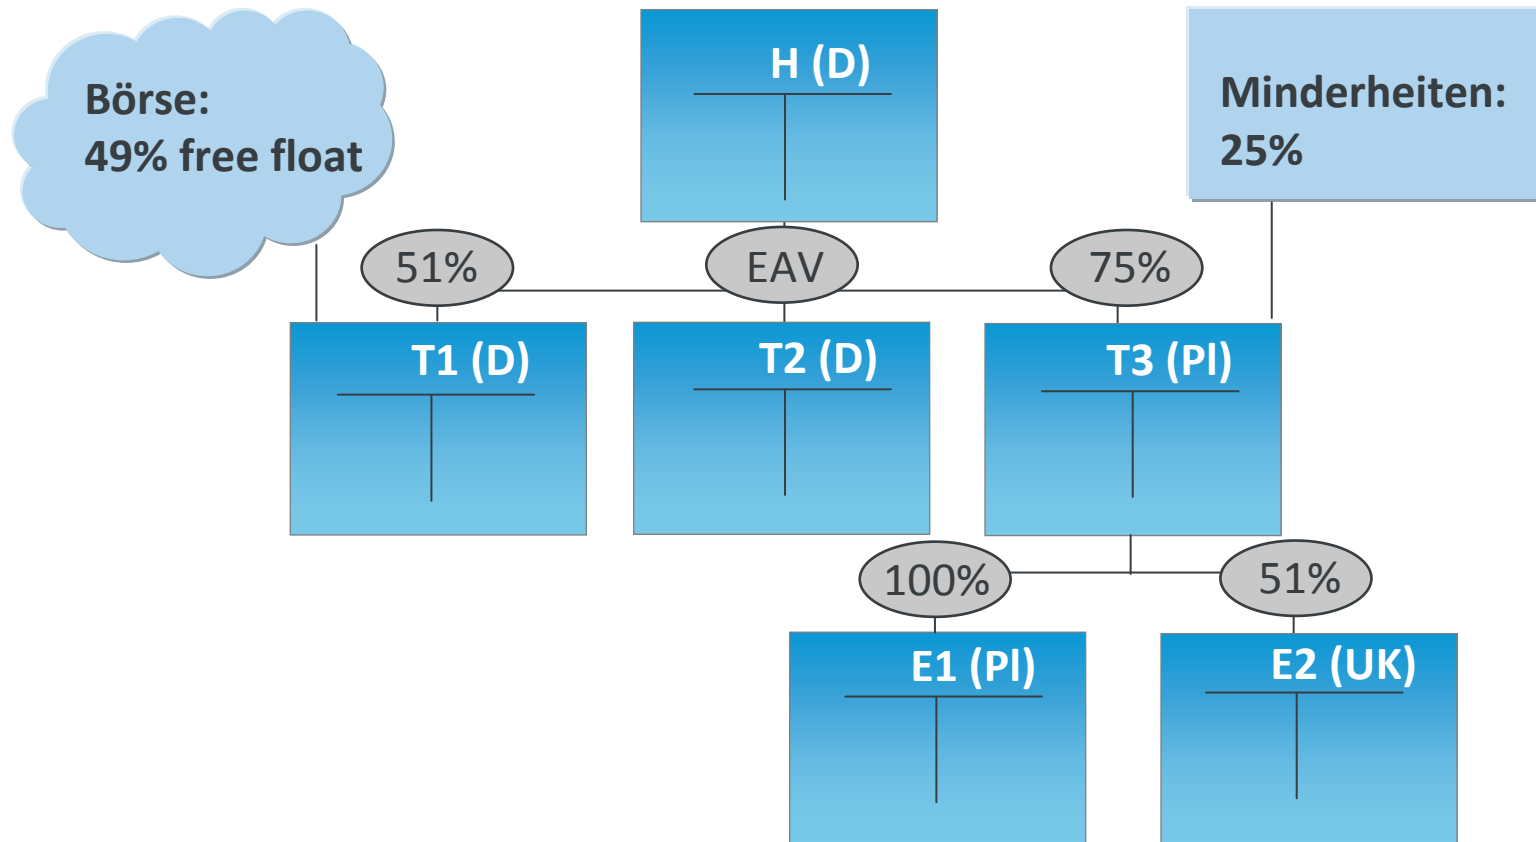 Börse:
49% free float
H (D)
Minderheiten:
25%
51%
EAV
75%
T1 (D)
T2 (D)
T3 (Pl)
100%
51%
E1 (Pl)
E2 (UK)